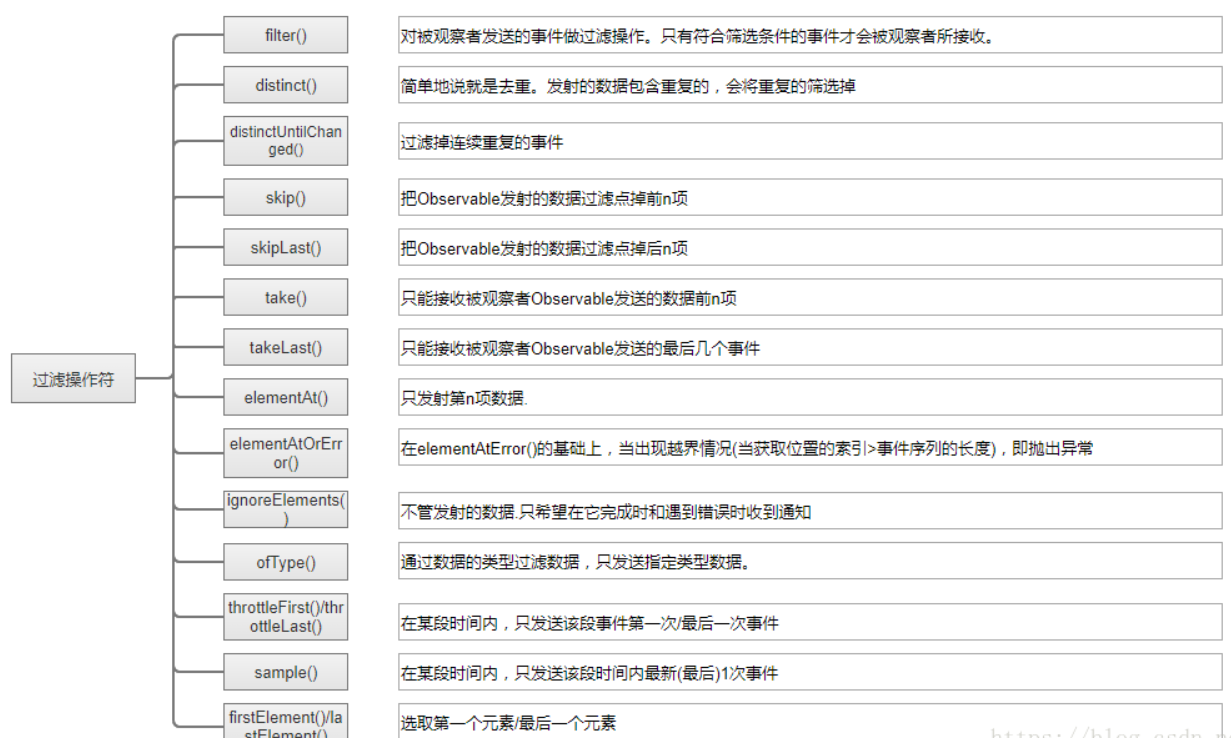 filter()
对被观察者发送的事件做过滤操作。只有符合筛选条件的事件才会被观察者所接收。
distinct()
简单地说就是去重。发射的数据包含重复的，会将重复的筛选掉
distinctUntilChan
ged()
过滤掉连续重复的事件
skip()
把Observable发射的数据过滤点掉前n项
skipLast()
把Observable发射的数据过滤点掉后n项
take()
只能接收被观察者Observable发送的数据前n项
takeLast()
只能接收被观察者Observable发送的最后几个事件
过滤操作符
elementAt()
只发射第n项数据.
elementAtOrErr
or()
在elementAtError()的基础上，当出现越界情况(当获取位置的索引>事件序列的长度)，即抛出异常
ignoreElements(
)
不管发射的数据.只希望在它完成时和遇到错误时收到通知
ofType()
通过数据的类型过滤数据，只发送指定类型数据。
throttleFirst()/thr
ottleLast()
在某段时间内，只发送该段事件第一次/最后一次事件
sample()
在某段时间内，只发送该段时间内最新(最后)1次事件
firstElement()/la
stElement()
选取第一个元素/最后一个元素